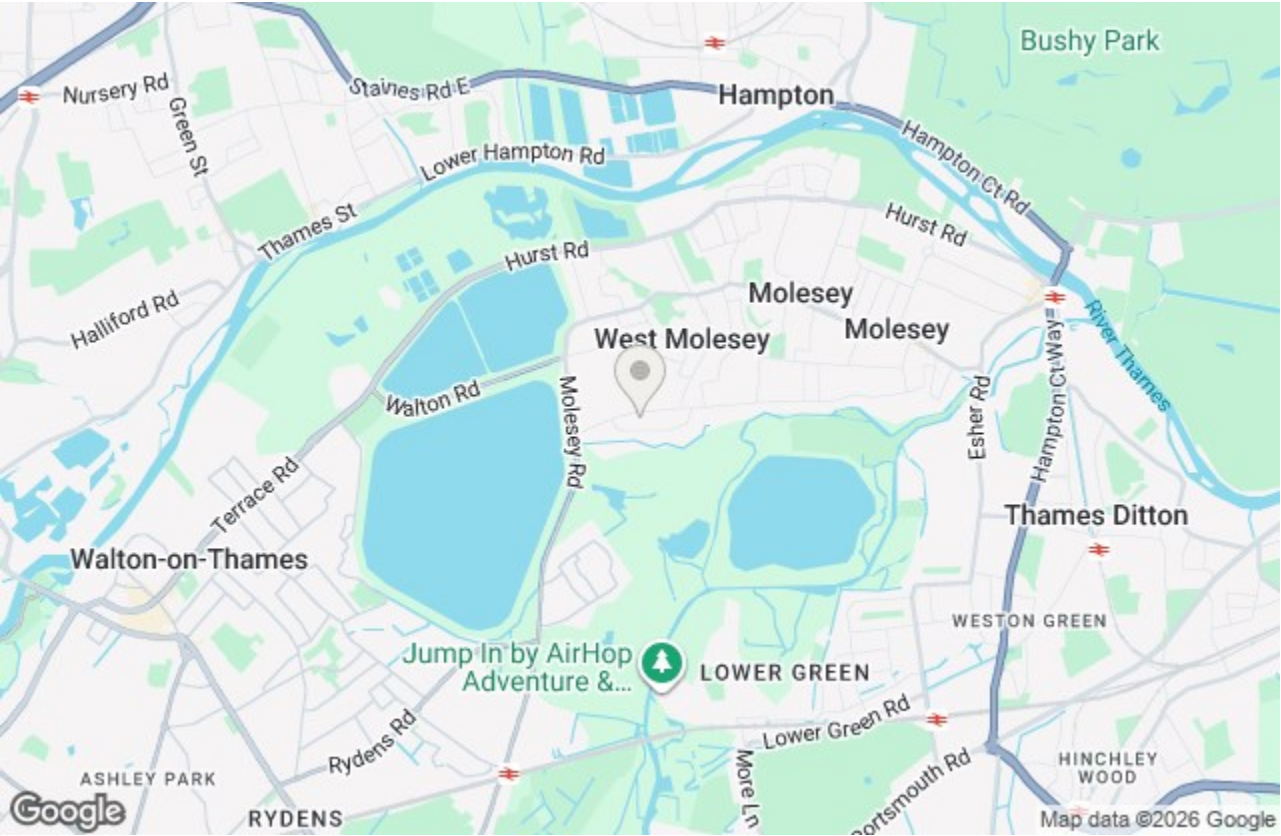 Bushy Park
Nursery Rd
Staines Rd E
Hampton
Green St
Lower Hampton Rd
Hampton Ct Rd
Thames St
Hurst Rd
Hurst Rd
Halliford Rd
Molesey
Molesey
West Molesey
River Thames
Hampton Ct Way
Walton Rd
Molesey Rd
Esher Rd
Terrace Rd
Thames Ditton
Walton-on-Thames
WESTON GREEN
Jump In by AirHop
Adventure &...
LOWER GREEN
Lower Green Rd
Rydens Rd
More Ln
Portsmouth Rd
HINCHLEY
WOOD
ASHLEY PARK
RYDENS
Google
Map data ©2026 Google